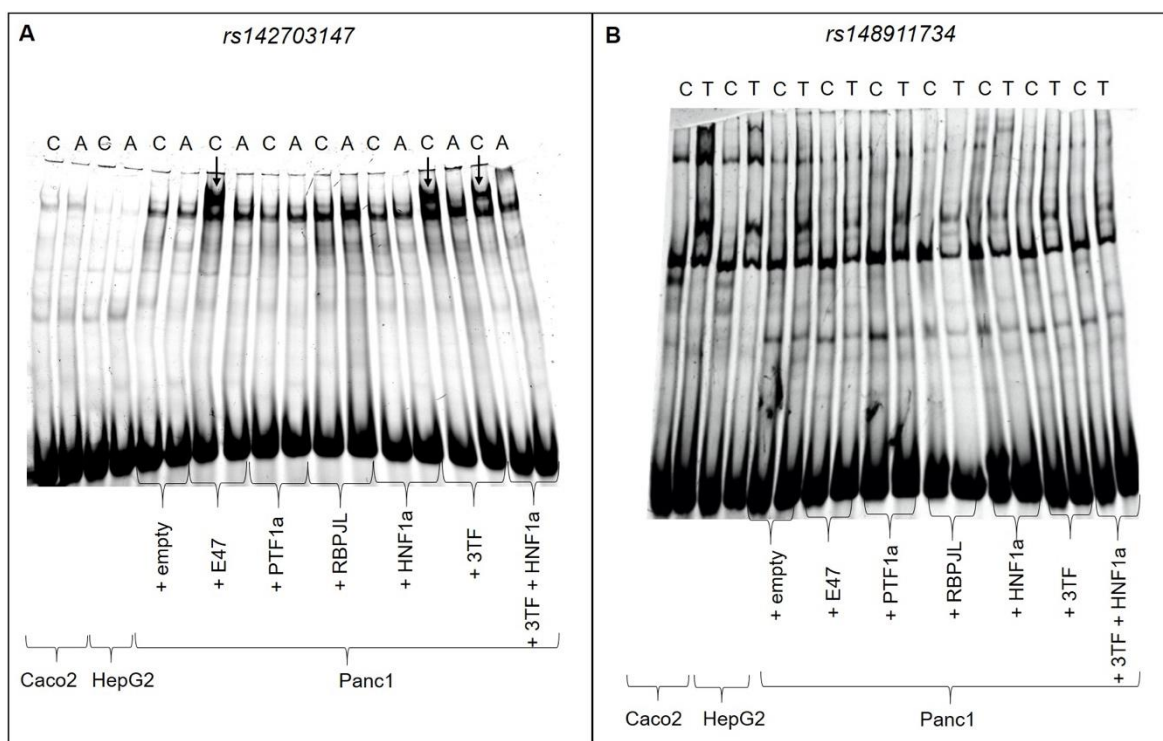 A
rs142703147
C A C A C A C A C A C A C A C A C A
+ empty
+ E47
+ PTF1a
+ RBPJL
+ HNF1a
+ 3TF
+ 3TF + HNF1a
Caco2
HepG2
Panc1
B
rs148911734
C T C T C T C T C T C T C T C T C T
+ empty
+ E47
+ PTF1a
+ RBPJL
+ HNF1a
+ 3TF
+ 3TF + HNF1a
Caco2
HepG2
Panc1